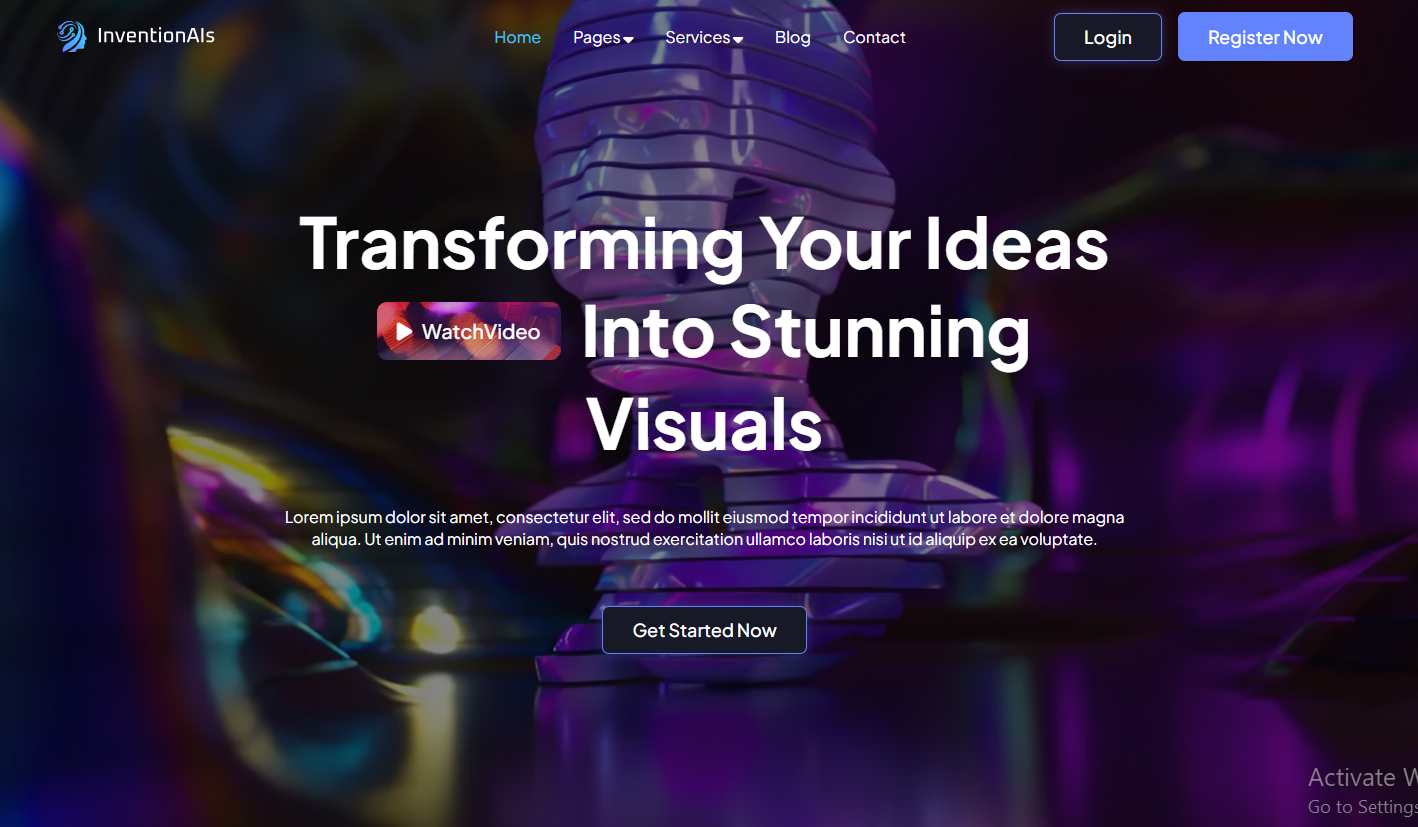 InventionAIs
Home Pages Services Blog Contact
Login Register Now
Transforming Your Ideas
WatchVideo Into Stunning
Visuals
Lorem ipsum dolor sit amet, consectetur elit, sed do mollit eiusmod tempor incididunt ut labore et dolore magna
aliqua. Ut enim ad minim veniam, quis nostrud exercitation ullamco laboris nisi ut id aliquip ex ea voluptate.
Get Started Now
Activate W
Go to Settings